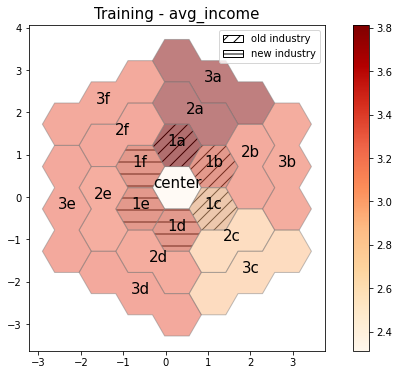 Training - avg_income
old industry
new industry
3a
3f
2a
2f
1a
2b
1f
1b
3b
center
2e
3e
1e
1c
1d
2c
2d
3c
3d
4
3
2
1
0
−1
−2
−3
−3
−2
−1
0
1
2
3
3.8
3.6
3.4
3.2
3.0
2.8
2.6
2.4